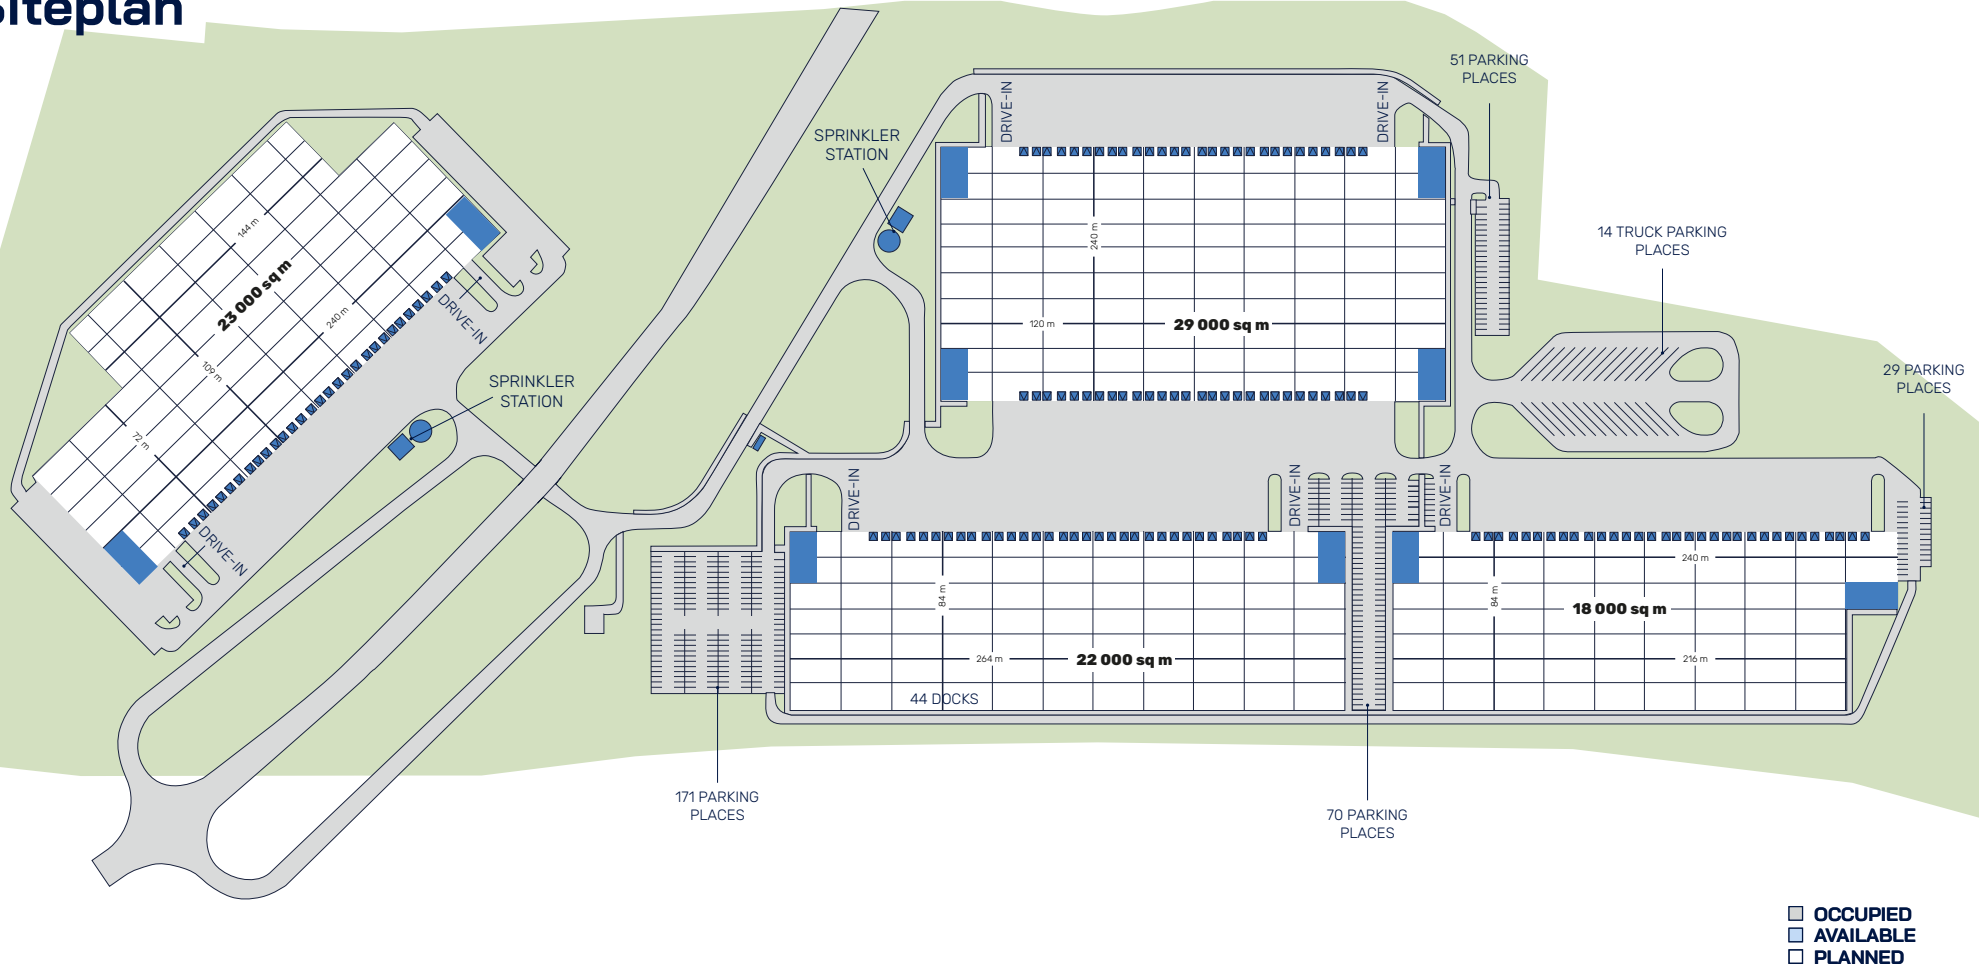 Siteplan
51 PARKING
PLACES
DRIVE-IN
DRIVE-IN
SPRINKLER
STATION
14 TRUCK PARKING
PLACES
144 m
23 000 sq m
240 m
109 m
72 m
DRIVE-IN
DRIVE-IN
SPRINKLER
STATION
240 m
120 m
29 000 sq m
29 PARKING
PLACES
DRIVE-IN
DRIVE-IN
DRIVE-IN
84 m
264 m
22 000 sq m
44 DOCKS
84 m
240 m
18 000 sq m
216 m
171 PARKING
PLACES
70 PARKING
PLACES
OCCUPIED
AVAILABLE
PLANNED